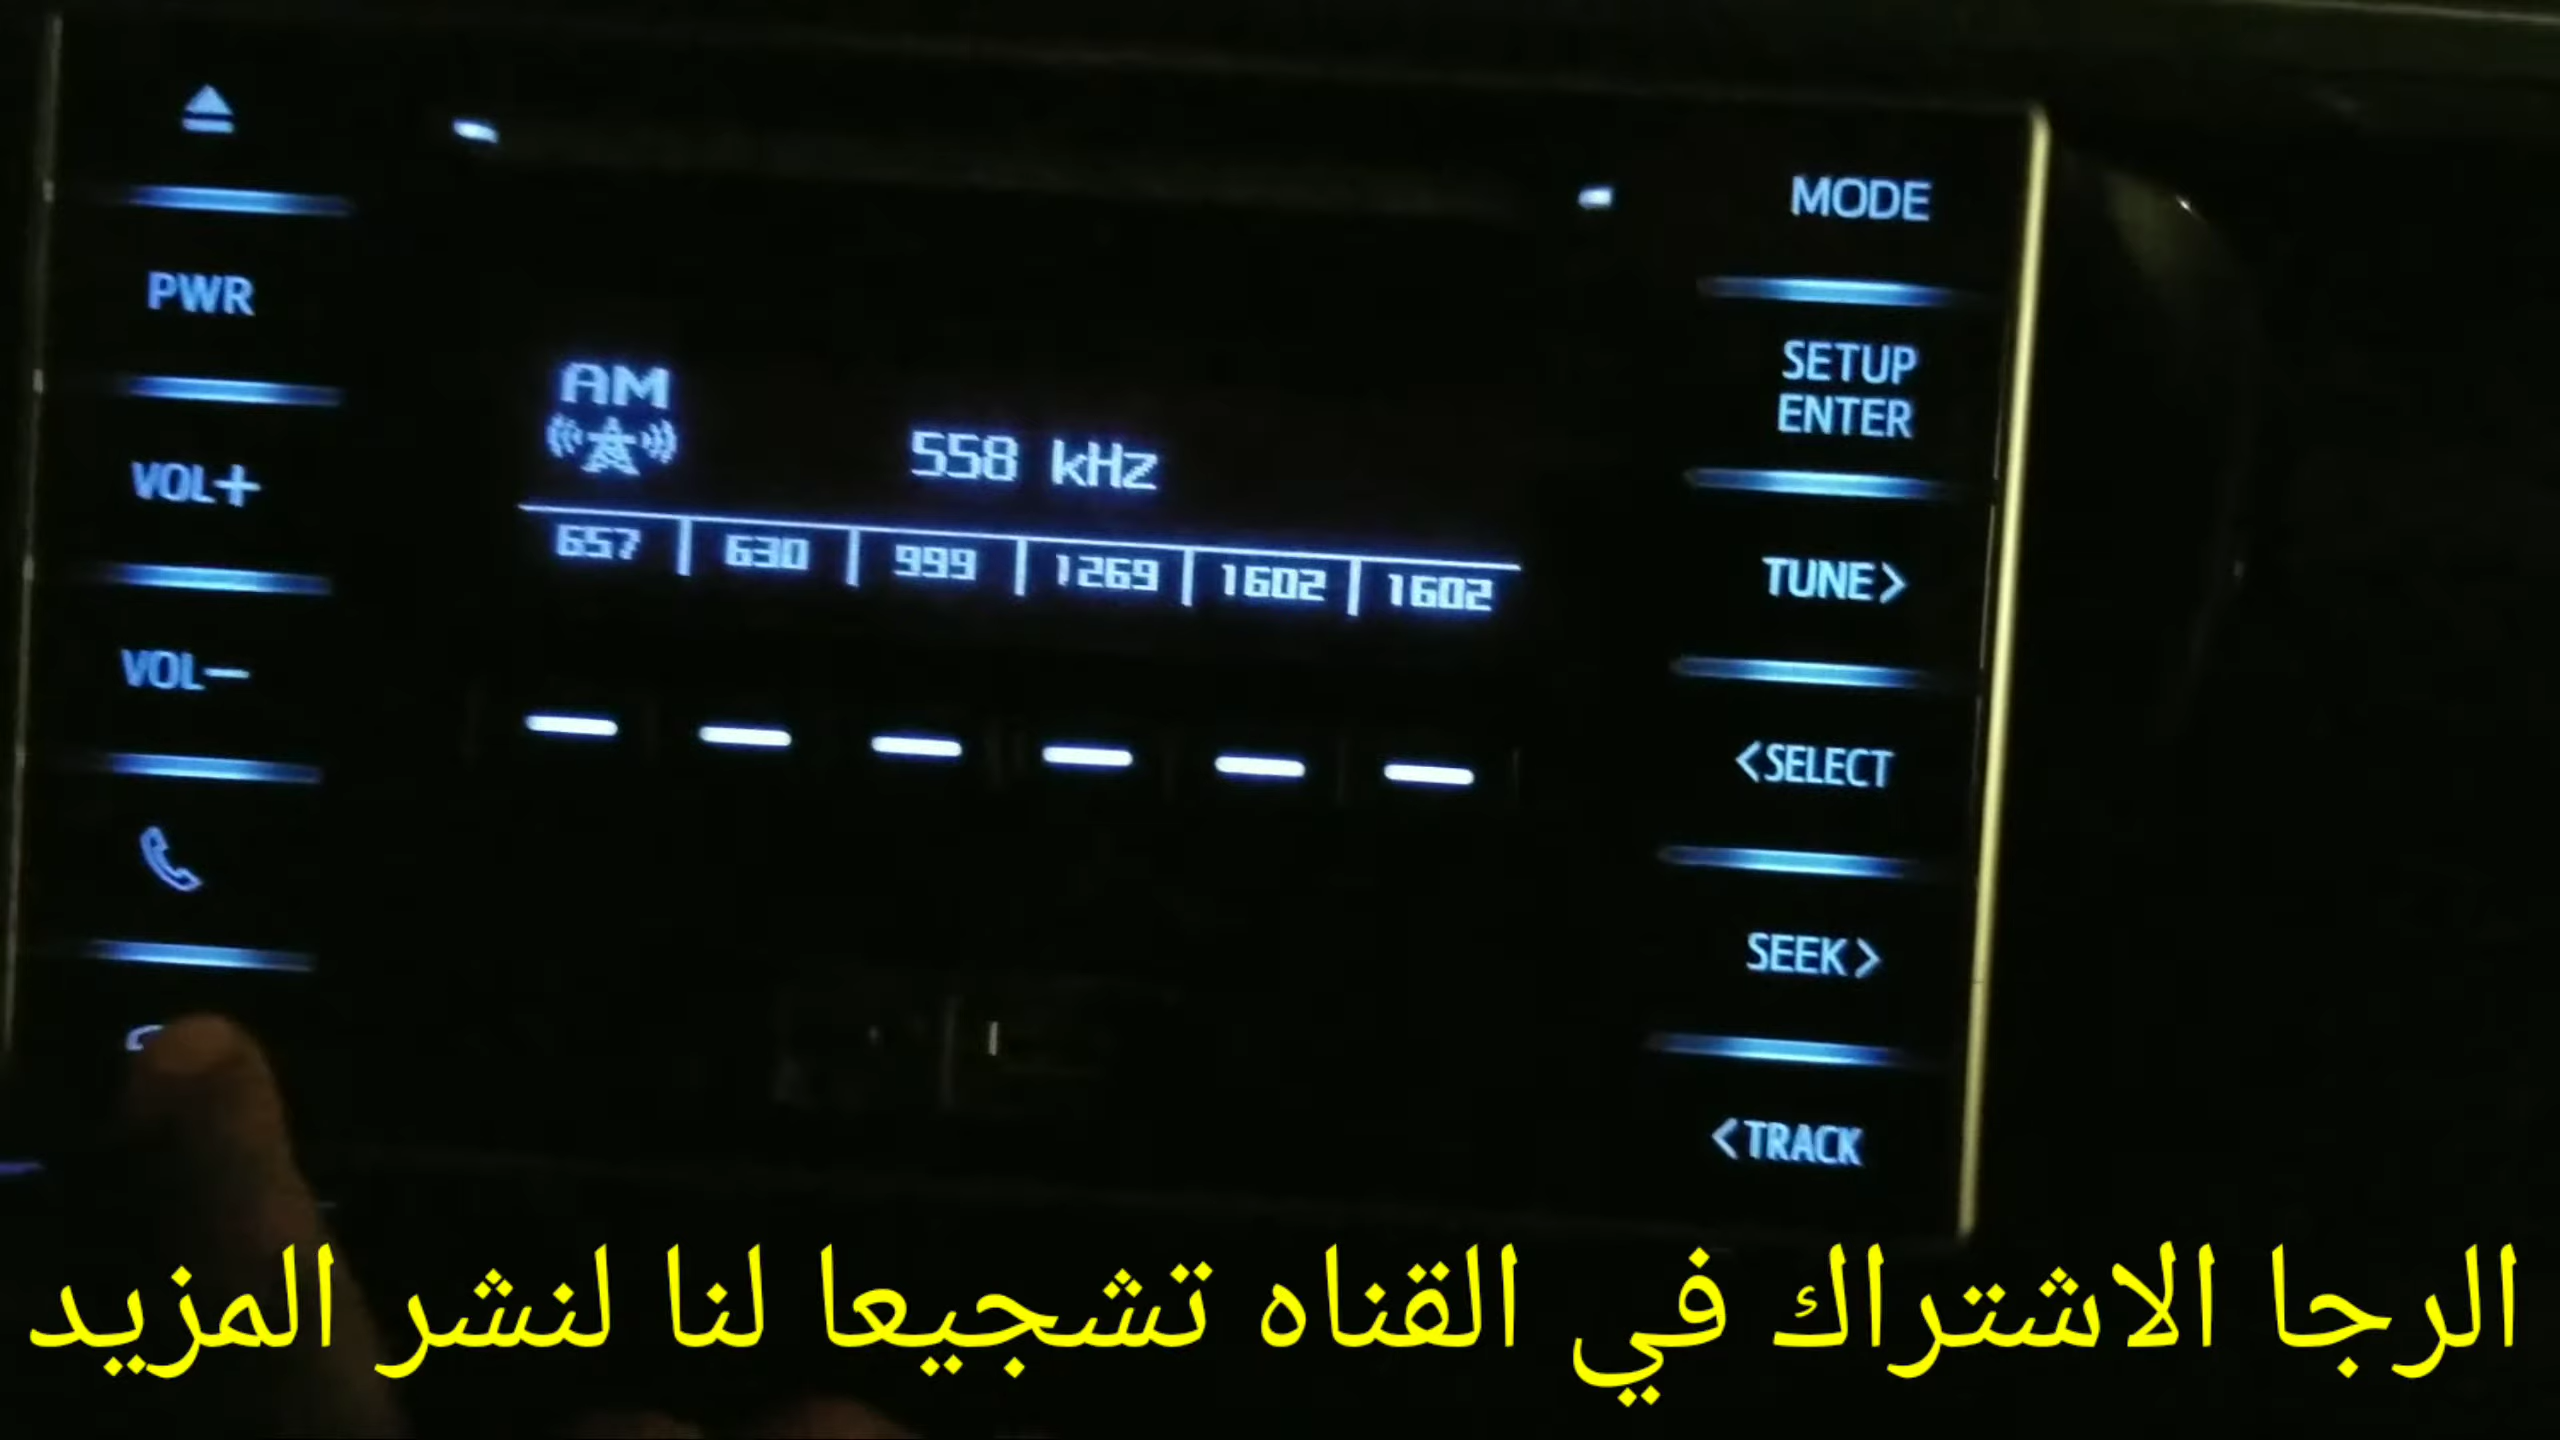 PWR
VOL+
VOL-
AM
558 kHz
657 630 999 1269 1602 1602
MODE
SETUP
ENTER
TUNE>
<SELECT
SEEK>
<TRACK
الرجا الاشتراك في القناه تشجيعا لنا لنشر المزيد